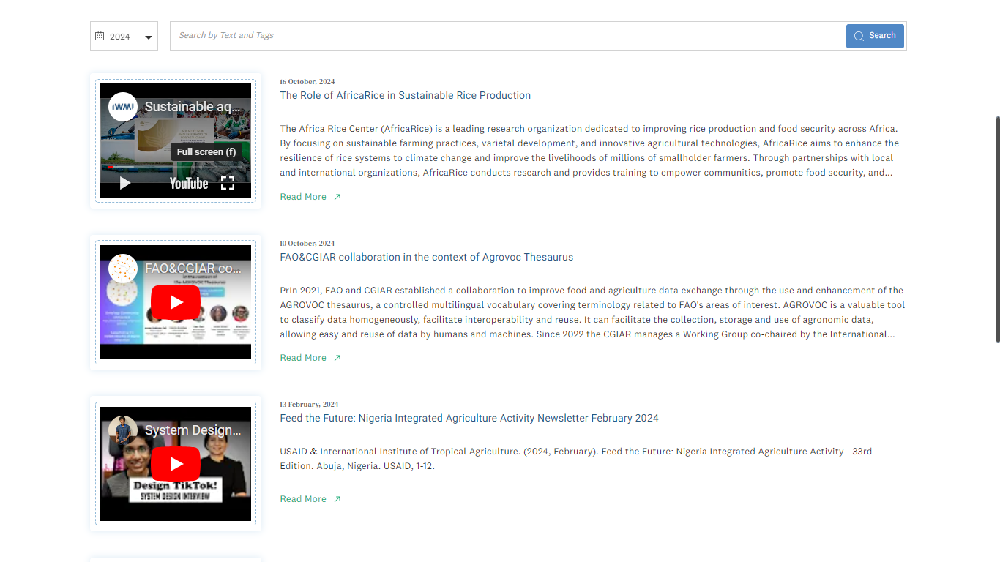 2024
Search by Text and Tags
Search
IWMI
Sustainable aq...
Full screen (f)
YouTube
16 October, 2024
The Role of AfricaRice in Sustainable Rice Production
The Africa Rice Center (AfricaRice) is a leading research organization dedicated to improving rice production and food security across Africa.
By focusing on sustainable farming practices, varietal development, and innovative agricultural technologies, AfricaRice aims to enhance the
resilience of rice systems to climate change and improve the livelihoods of millions of smallholder farmers. Through partnerships with local
and international organizations, AfricaRice conducts research and provides training to empower communities, promote food security, and...
Read More
FAO&CGIAR co...
10 October, 2024
FAO&CGIAR collaboration in the context of Agrovoc Thesaurus
PrIn 2021, FAO and CGIAR established a collaboration to improve food and agriculture data exchange through the use and enhancement of the
AGROVOC thesaurus, a controlled multilingual vocabulary covering terminology related to FAO's areas of interest. AGROVOC is a valuable tool
to classify data homogeneously, facilitate interoperability and reuse. It can facilitate the collection, storage and use of agronomic data,
allowing easy and reuse of data by humans and machines. Since 2022 the CGIAR manages a Working Group co-chaired by the International...
Read More
System Design...
Design TikTok!
SYSTEM DESIGN INTERVIEW
13 February, 2024
Feed the Future: Nigeria Integrated Agriculture Activity Newsletter February 2024
USAID & International Institute of Tropical Agriculture. (2024, February). Feed the Future: Nigeria Integrated Agriculture Activity - 33rd
Edition. Abuja, Nigeria: USAID, 1-12.
Read More